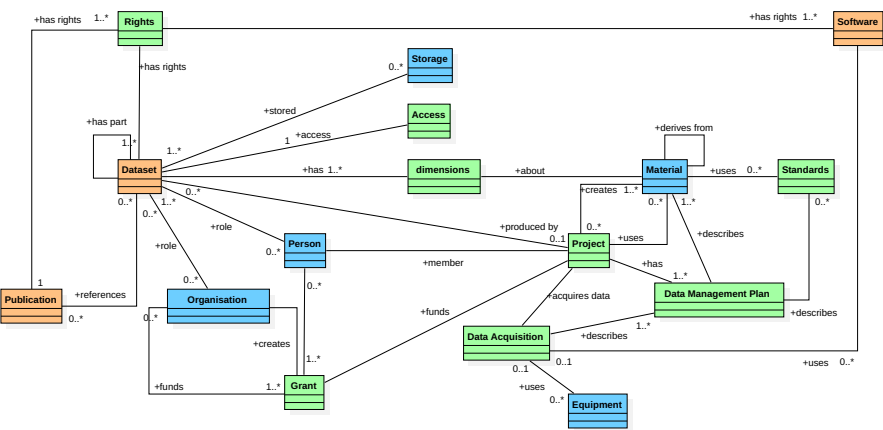 +has rights 1..*
Rights
+has rights 1..*
Software
+has rights
Storage
0..*
+stored
Access
+access
1
+has part
1..*
1..*
+derives from
Dataset
+has 1..*
dimensions
+about
Material
+uses 0..*
Standards
0..*
0..*
1..*
0..*
+creates 1..*
0..*
1..*
0..*
+role
+role
0..*
Person
+produced by
0..1
0..*
Project
+uses
+describes
+member
+has
1..*
0..*
0..*
1
Publication
+references
0..*
Organisation
0..*
Data Management Plan
+acquires data
+funds
+describes
1..*
+describes
Data Acquisition
+creates
1..*
0..1
0..1
+uses 0..*
+funds
1..*
Grant
+uses
0..*
Equipment